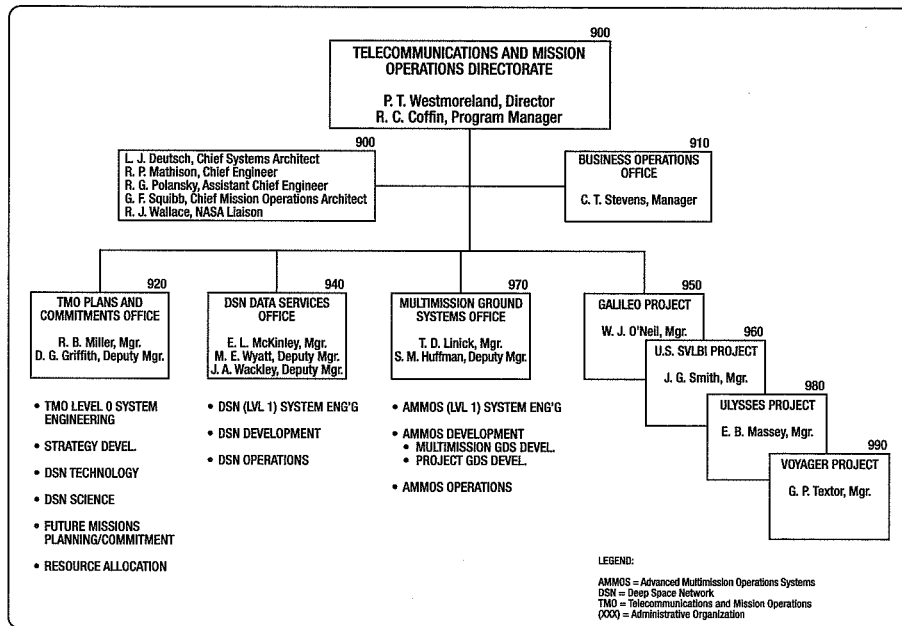 900
TELECOMMUNICATIONS AND MISSION
OPERATIONS DIRECTORATE
P. T. Westmoreland, Director
R. C. Coffin, Program Manager
900
L. J. Deutsch, Chief Systems Architect
R. P. Mathison, Chief Engineer
R. G. Polansky, Assistant Chief Engineer
G. F. Squibb, Chief Mission Operations Architect
R. J. Wallace, NASA Liaison
910
BUSINESS OPERATIONS
OFFICE
C. T. Stevens, Manager
920
TMO PLANS AND
COMMITMENTS OFFICE
R. B. Miller, Mgr.
D. G. Griffith, Deputy Mgr.
• TMO LEVEL 0 SYSTEM
ENGINEERING
• STRATEGY DEVEL.
• DSN TECHNOLOGY
• DSN SCIENCE
• FUTURE MISSIONS
PLANNING/COMMITMENT
• RESOURCE ALLOCATION
940
DSN DATA SERVICES
OFFICE
E. L. McKinley, Mgr.
M. E. Wyatt, Deputy Mgr.
J. A. Wackley, Deputy Mgr.
• DSN (LVL 1) SYSTEM ENG'G
• DSN DEVELOPMENT
• DSN OPERATIONS
970
MULTIMISSION GROUND
SYSTEMS OFFICE
T. D. Linick, Mgr.
S. M. Huffman, Deputy Mgr.
• AMMOS (LVL 1) SYSTEM ENG'G
• AMMOS DEVELOPMENT
• MULTIMISSION GDS DEVEL.
• PROJECT GDS DEVEL.
• AMMOS OPERATIONS
950
GALILEO PROJECT
W. J. O'Neil, Mgr.
960
U.S. SVLBI PROJECT
J. G. Smith, Mgr.
980
ULYSSES PROJECT
E. B. Massey, Mgr.
990
VOYAGER PROJECT
G. P. Textor, Mgr.
LEGEND:
AMMOS = Advanced Multimission Operations Systems
DSN = Deep Space Network
TMO = Telecommunications and Mission Operations
(XXX) = Administrative Organization